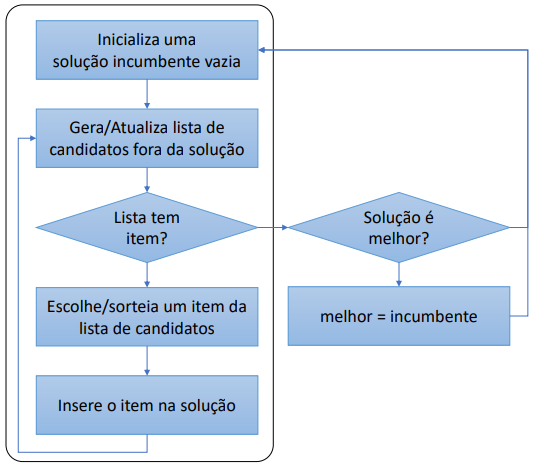 Inicializa uma
solução incumbente vazia
Gera/Atualiza lista de
candidatos fora da solução
Lista tem
item?
Solução é
melhor?
Escolhe/sorteia um item da
lista de candidatos
melhor = incumbente
Insere o item na solução